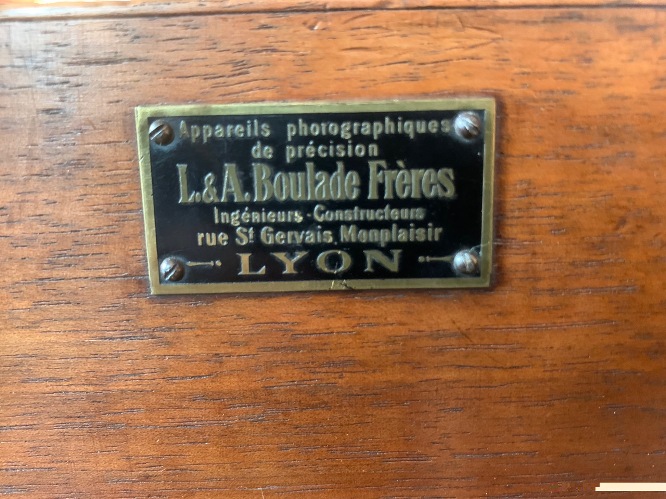 Appareils photographiques
de précision
L.&A. Boulade Frères
Ingénieurs-Constructeurs
rue St Gervais, Monplaisir
LYON